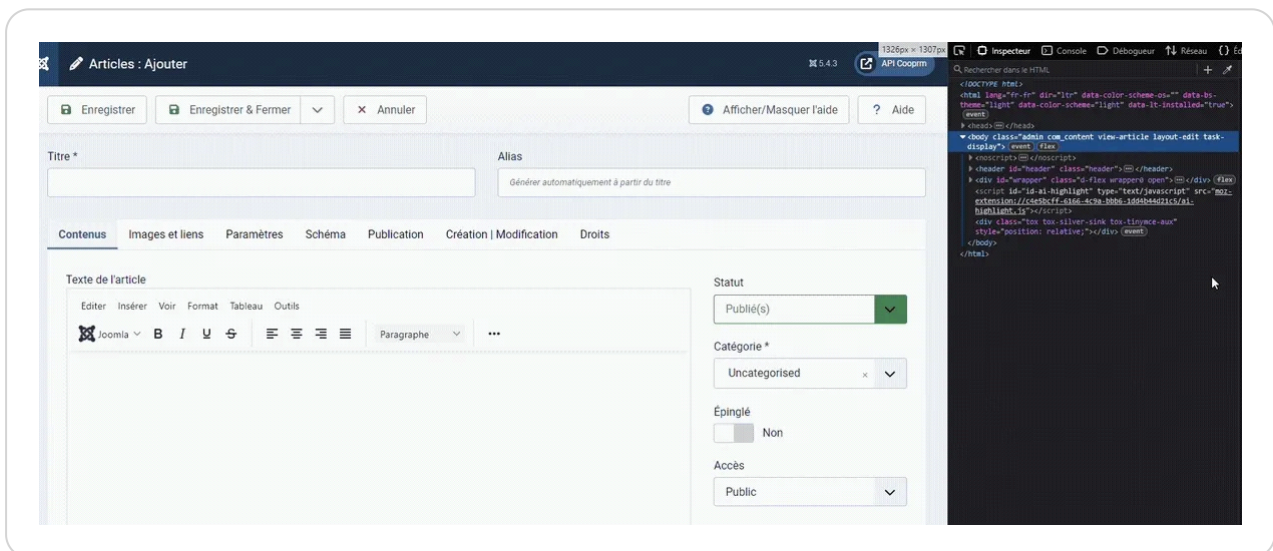 Articles : Ajouter
5.4.3
API Cooprm
1326px × 1307px
Enregistrer
Enregistrer & Fermer
Annuler
Afficher/Masquer l'aide
? Aide
Titre *
Alias
Générer automatiquement à partir du titre
Contenus Images et liens Paramètres Schéma Publication Création | Modification Droits
Texte de l'article
Editer Insérer Voir Format Tableau Outils
Joomla B I U S Paragraphe ...
Statut
Publié(s)
Catégorie *
Uncategorised
Épinglé
Non
Accès
Public
Inspecteur Console Débogueur Réseau {} Éd
Rechercher dans le HTML
<!DOCTYPE html>
<html lang="fr-fr" dir="ltr" data-color-scheme-os="" data-bs-
theme="light" data-color-scheme="light" data-lt-installed="true">
event
<head> ... </head>
<body class="admin com_content view-article layout-edit task-
display"> event flex
<noscript> ... </noscript>
<header id="header" class="header"> ... </header>
<div id="wrapper" class="d-flex wrapper0 open"> ... </div> flex
<script id="id-ai-highlight" type="text/javascript" src="moz-
highlight.js"></script>
<div class="tox tox-silver-sink tox-tinymce-aux"
style="position: relative;"></div> event
</body>
</html>